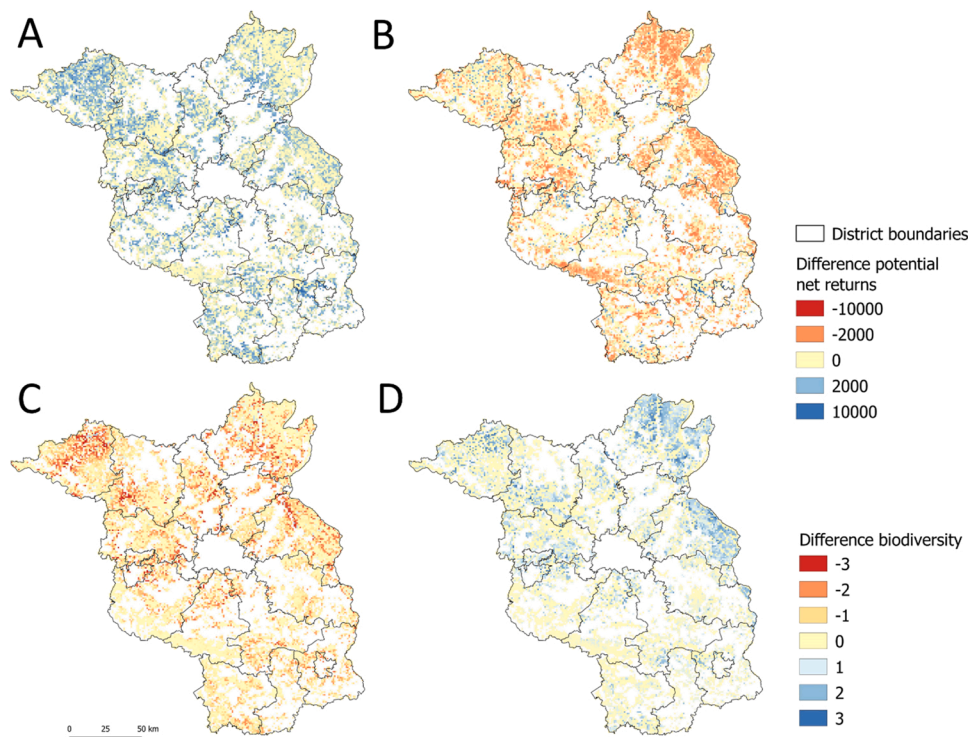 A
B
District boundaries
Difference potential
net returns
-10000
-2000
0
2000
10000
C
D
Difference biodiversity
-3
-2
-1
0
1
2
3
0 25 50 km